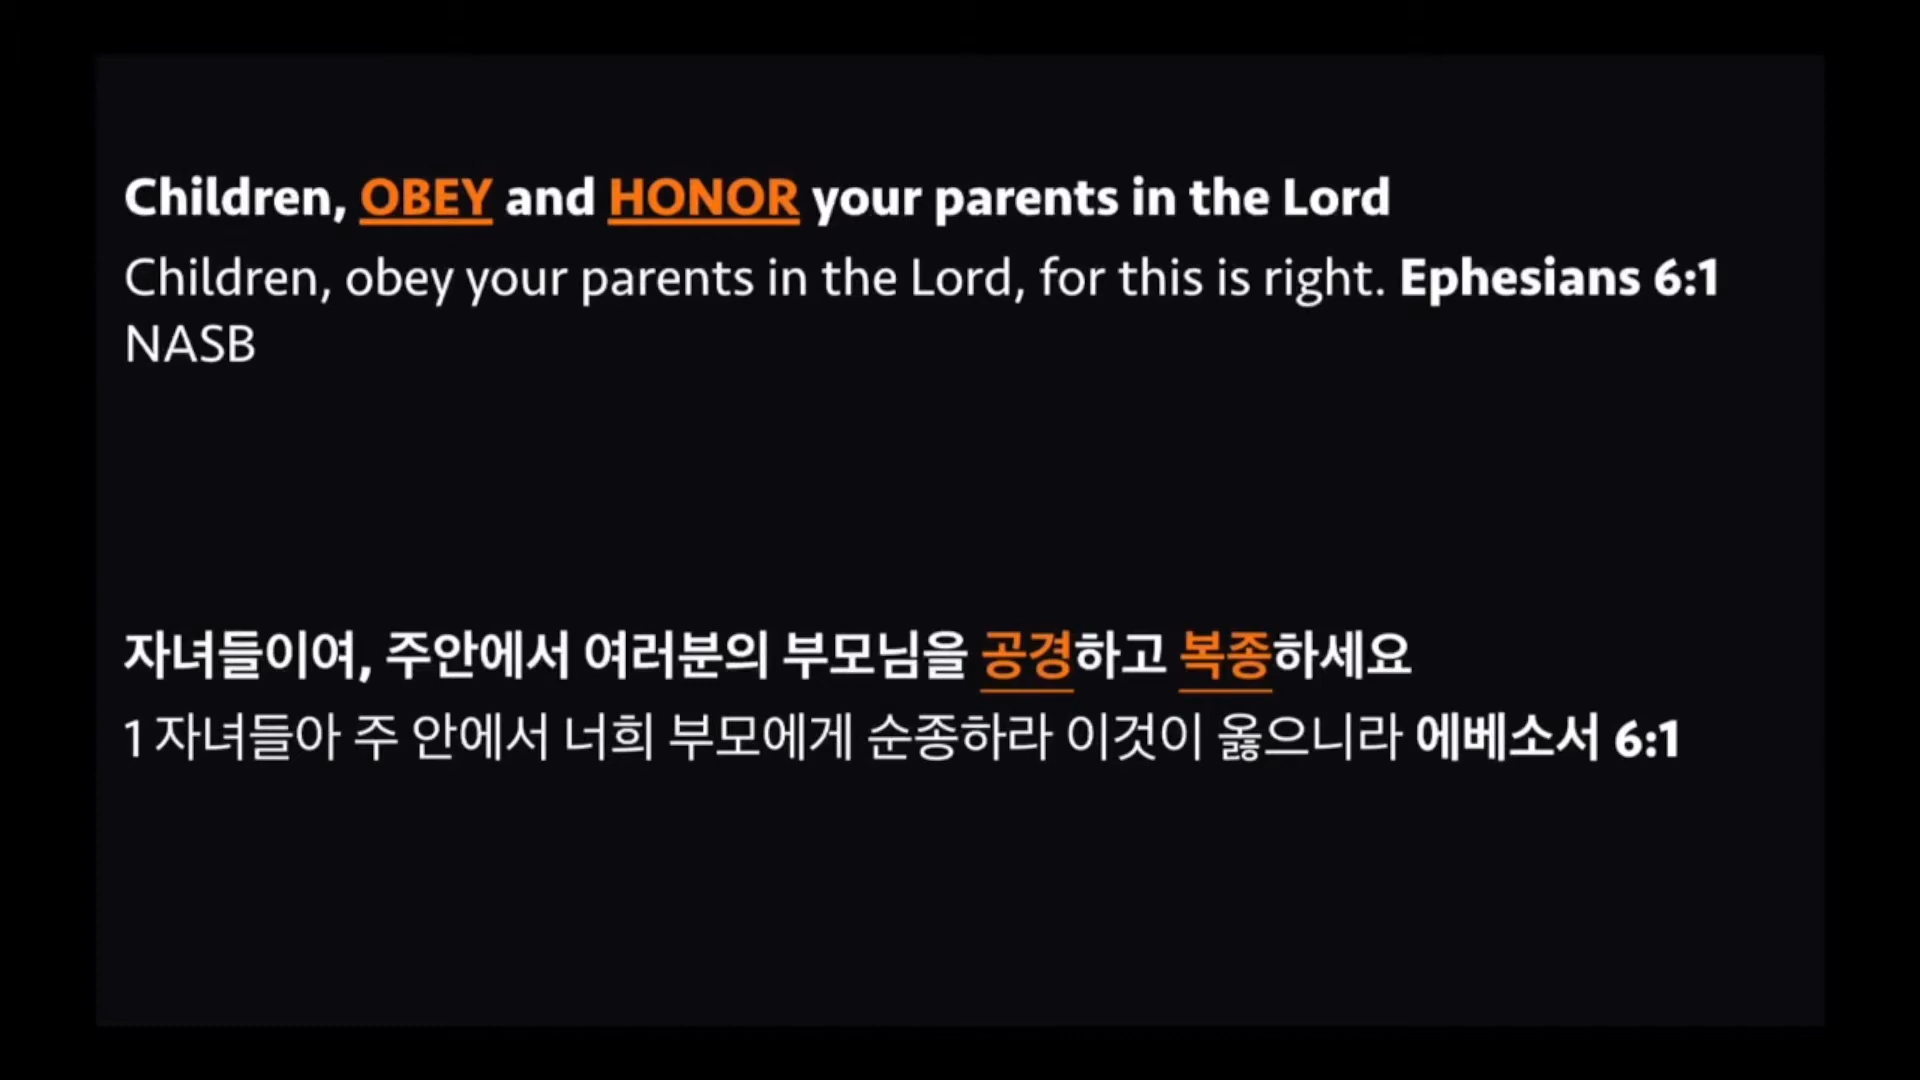 Children, OBEY and HONOR your parents in the Lord
Children, obey your parents in the Lord, for this is right. Ephesians 6:1
NASB
자녀들이여, 주안에서 여러분의 부모님을 공경하고 복종하세요
1 자녀들아 주 안에서 너희 부모에게 순종하라 이것이 옳으니라 에베소서 6:1